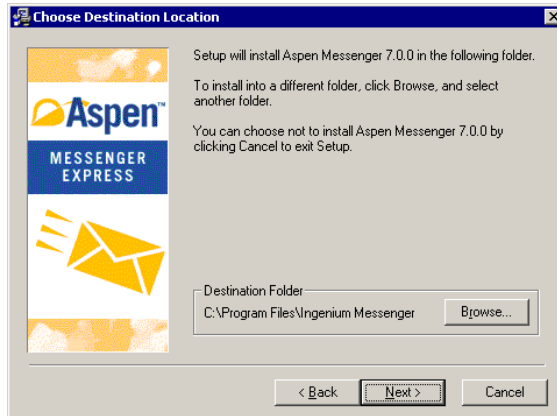 Choose Destination Location
Setup will install Aspen Messenger 7.0.0 in the following folder.
To install into a different folder, click Browse, and select
another folder.
You can choose not to install Aspen Messenger 7.0.0 by
clicking Cancel to exit Setup.
Aspen™
MESSENGER
EXPRESS
Destination Folder
C:\Program Files\Ingenium Messenger
Browse...
< Back
Next >
Cancel